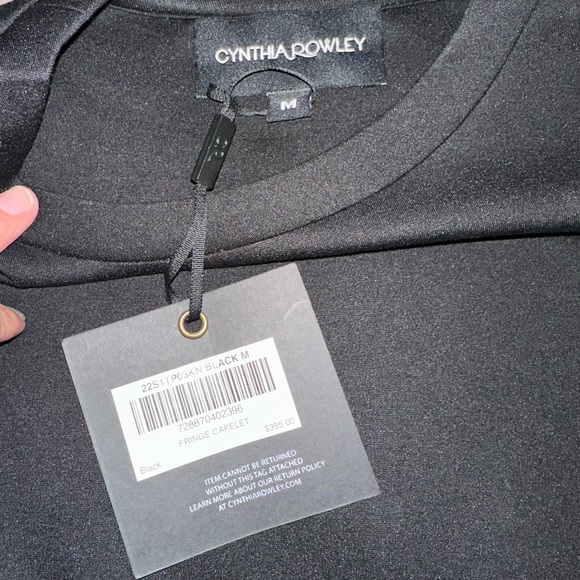 CYNTHIA ROWLEY
M
22S1TP03KN BLACK M
728870402396
FRINGE CAPELET
Black
$395.00
ITEM CANNOT BE RETURNED
WITHOUT THIS TAG ATTACHED
LEARN MORE ABOUT OUR RETURN POLICY
AT CYNTHIAROWLEY.COM